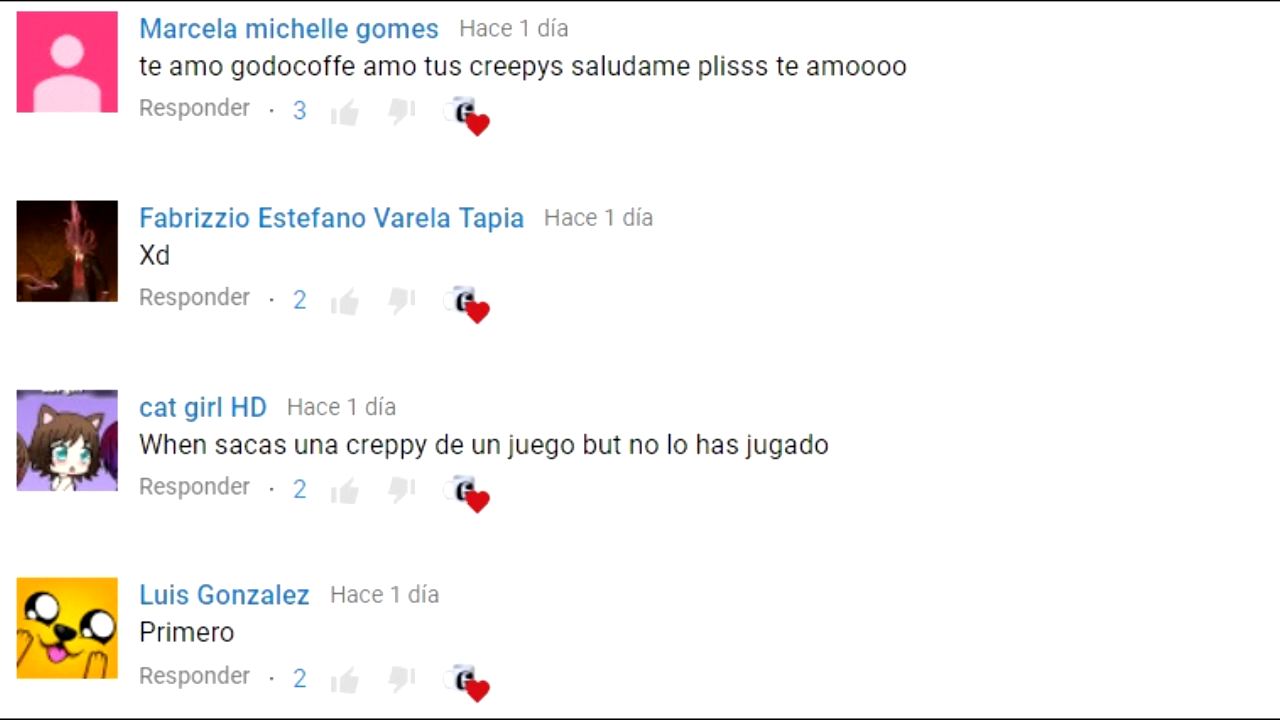 Marcela michelle gomes Hace 1 día
te amo godocoffe amo tus creepys saludame plisss te amoooo
Responder · 3
Fabrizzio Estefano Varela Tapia Hace 1 día
Xd
Responder · 2
cat girl HD Hace 1 día
When sacas una creppy de un juego but no lo has jugado
Responder · 2
Luis Gonzalez Hace 1 día
Primero
Responder · 2